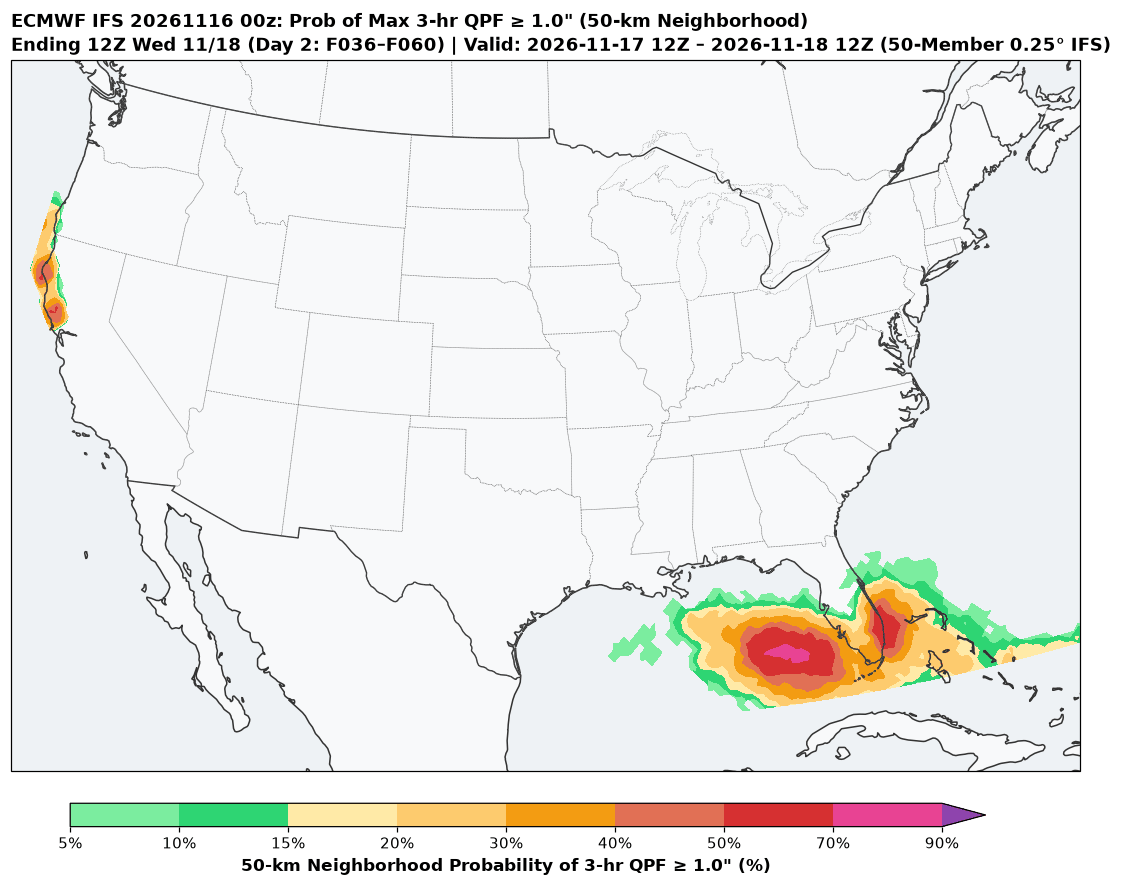 ECMWF IFS 20261116 00z: Prob of Max 3-hr QPF ≥ 1.0" (50-km Neighborhood)
Ending 12Z Wed 11/18 (Day 2: F036–F060) | Valid: 2026-11-17 12Z – 2026-11-18 12Z (50-Member 0.25° IFS)
5% 10% 15% 20% 30% 40% 50% 70% 90%
50-km Neighborhood Probability of 3-hr QPF ≥ 1.0" (%)